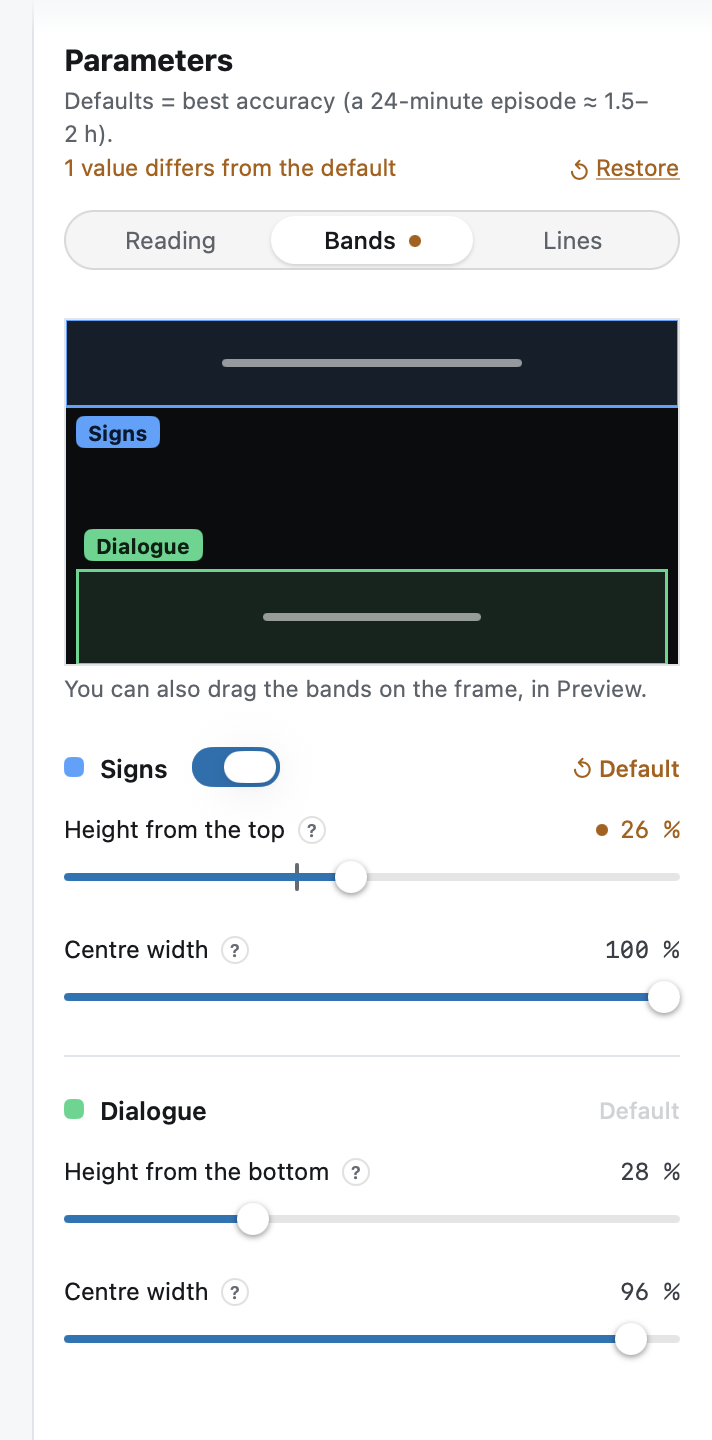 Parameters
Defaults = best accuracy (a 24-minute episode ≈ 1.5–
2 h).
1 value differs from the default
Restore
Reading
Bands
Lines
Signs
Dialogue
You can also drag the bands on the frame, in Preview.
Signs
Default
Height from the top ?
26 %
Centre width ?
100 %
Dialogue
Default
Height from the bottom ?
28 %
Centre width ?
96 %